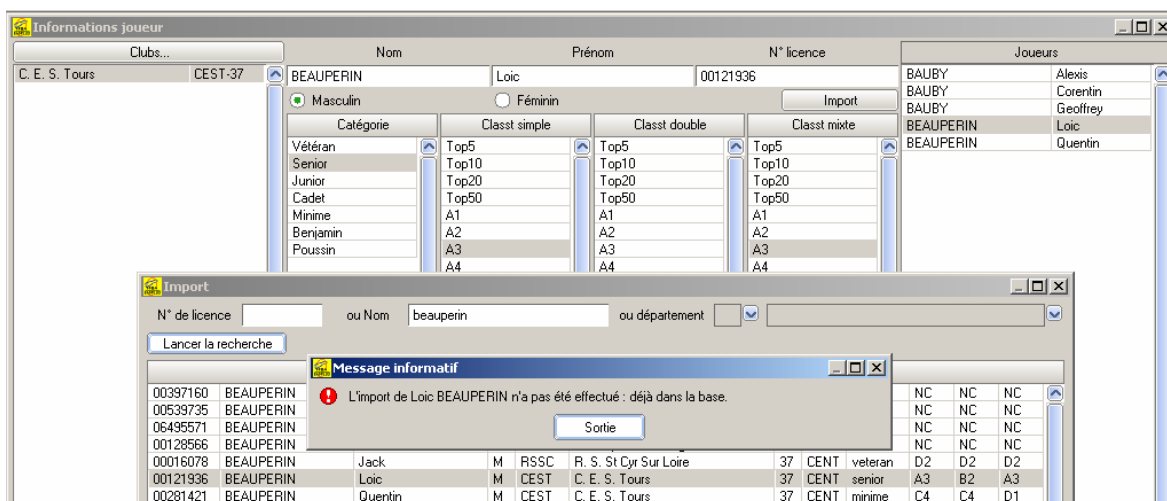 Informations joueur
Clubs... Nom Prénom N° licence Joueurs
C. E. S. Tours CEST-37 BEAUPERIN Loic 00121936 BAUBY Alexis
BAUBY Corentin
Masculin Féminin Import BAUBY Geoffrey
Catégorie Classt simple Classt double Classt mixte BEAUPERIN Loic
Vétéran Top5 Top5 Top5 BEAUPERIN Quentin
Senior Top10 Top10 Top10
Junior Top20 Top20 Top20
Cadet Top50 Top50 Top50
Minime A1 A1 A1
Benjamin A2 A2 A2
Poussin A3 A3 A3
A4 A4 A4
Import
N° de licence ou Nom beauperin ou département
Lancer la recherche
Message informatif
L'import de Loic BEAUPERIN n'a pas été effectué : déjà dans la base.
Sortie
00397160 BEAUPERIN NC NC NC
00539735 BEAUPERIN NC NC NC
06495571 BEAUPERIN NC NC NC
00128566 BEAUPERIN NC NC NC
00016078 BEAUPERIN Jack M RSSC R. S. St Cyr Sur Loire 37 CENT veteran D2 D2 D2
00121936 BEAUPERIN Loic M CEST C. E. S. Tours 37 CENT senior A3 B2 A3
00281421 BEAUPERIN Quentin M CEST C. E. S. Tours 37 CENT minime C4 C4 D1